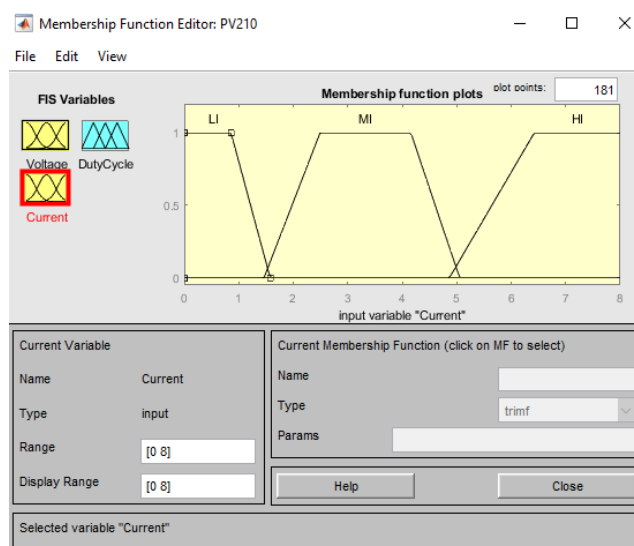 Membership Function Editor: PV210
File Edit View
FIS Variables
Voltage DutyCycle
Current
Membership function plots plot points: 181
LI MI HI
1
0.5
0
0 1 2 3 4 5 6 7 8
input variable "Current"
Current Variable
Name Current
Type input
Range [0 8]
Display Range [0 8]
Current Membership Function (click on MF to select)
Name
Type trimf
Params
Help Close
Selected variable "Current"